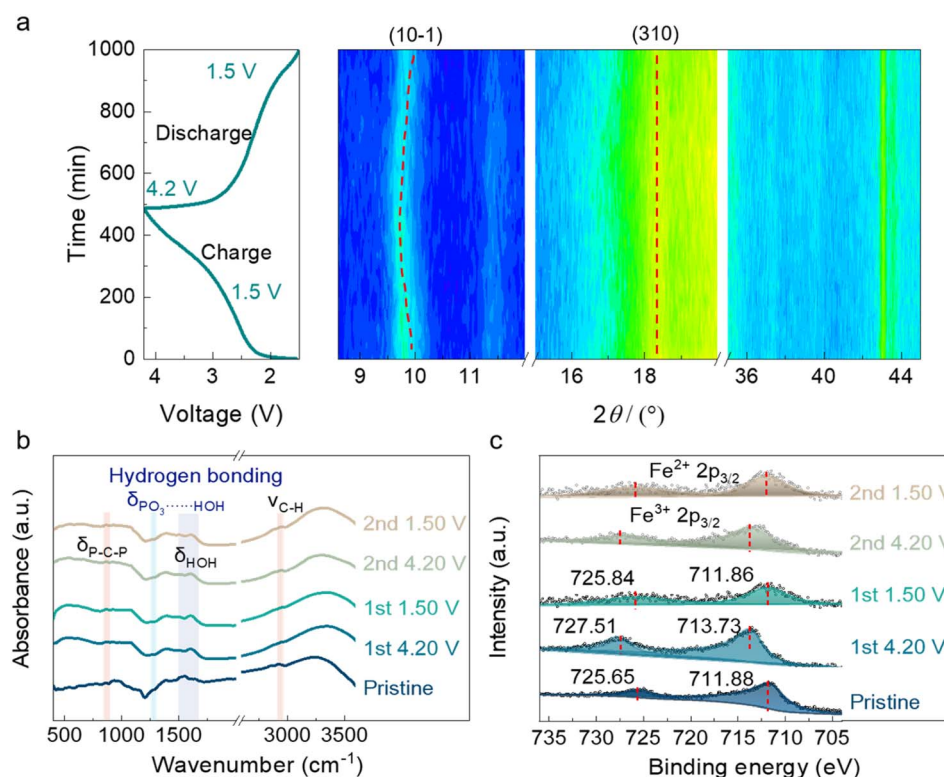 a
(10-1)
(310)
1000
800
600
400
200
0
Time (min)
1.5 V
Discharge
4.2 V
Charge
1.5 V
4 3 2
9 10 11 16 18 36 40 44
Voltage (V)
2θ / (°)
b
Hydrogen bonding
δPO3······HOH
νC-H
δP-C-P
δHOH
2nd 1.50 V
2nd 4.20 V
1st 1.50 V
1st 4.20 V
Pristine
Absorbance (a.u.)
500 1000 1500 3000 3500
Wavenumber (cm-1)
c
Fe2+ 2p3/2
2nd 1.50 V
Fe3+ 2p3/2
2nd 4.20 V
725.84 711.86
1st 1.50 V
727.51 713.73
1st 4.20 V
725.65 711.88
Pristine
Intensity (a.u.)
735 730 725 720 715 710 705
Binding energy (eV)